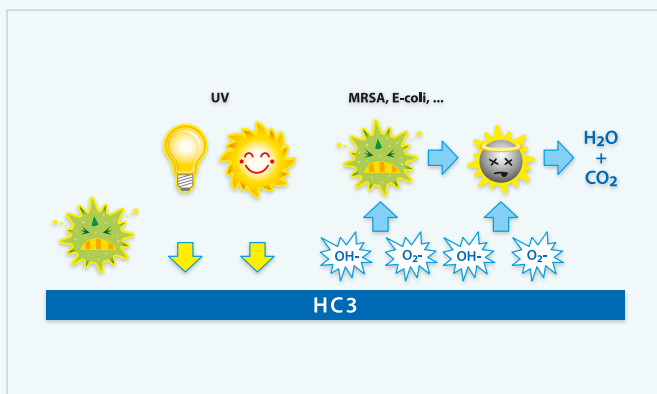 UV
MRSA, E-coli, ...
H2O
+
CO2
OH-
O2-
OH-
O2-
HC3